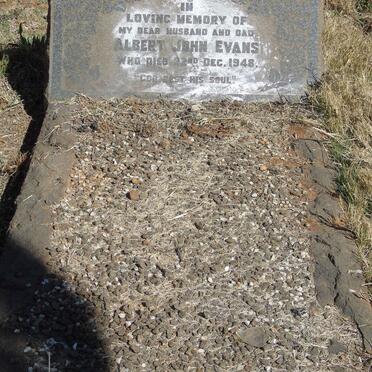 IN
LOVING MEMORY OF
MY DEAR HUSBAND AND DAD
ALBERT JOHN EVANS
WHO DIED 22ND DEC. 1948.
"GOD REST HIS SOUL"